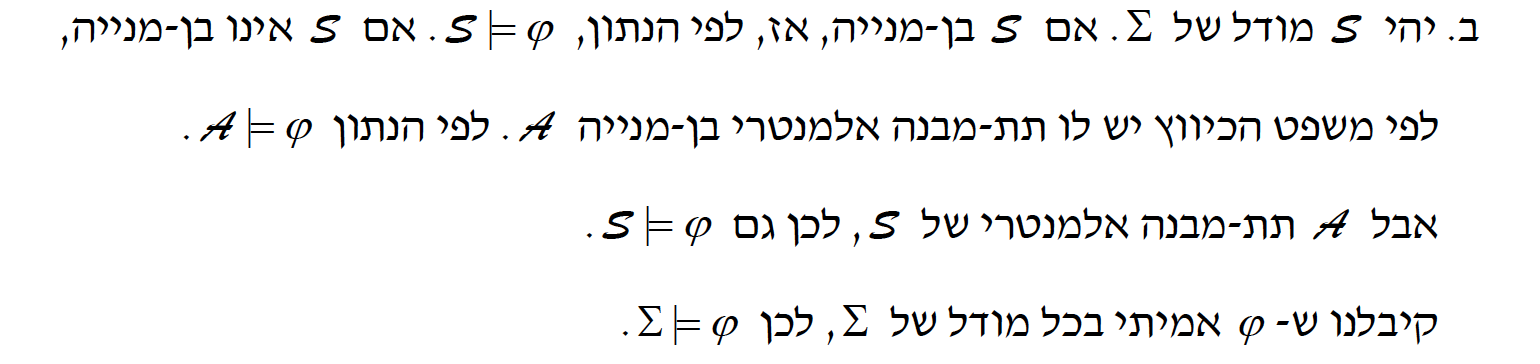 ב. יהי 𝓢 מודל של Σ. אם 𝓢 בן-מנייה, אז, לפי הנתון, 𝓢 ⊨ φ. אם 𝓢 אינו בן-מנייה,
לפי משפט הכיווץ יש לו תת-מבנה אלמנטרי בן-מנייה 𝓐. לפי הנתון 𝓐 ⊨ φ.
אבל 𝓐 תת-מבנה אלמנטרי של 𝓢, לכן גם 𝓢 ⊨ φ.
קיבלנו ש- φ אמיתי בכל מודל של Σ, לכן Σ ⊨ φ.